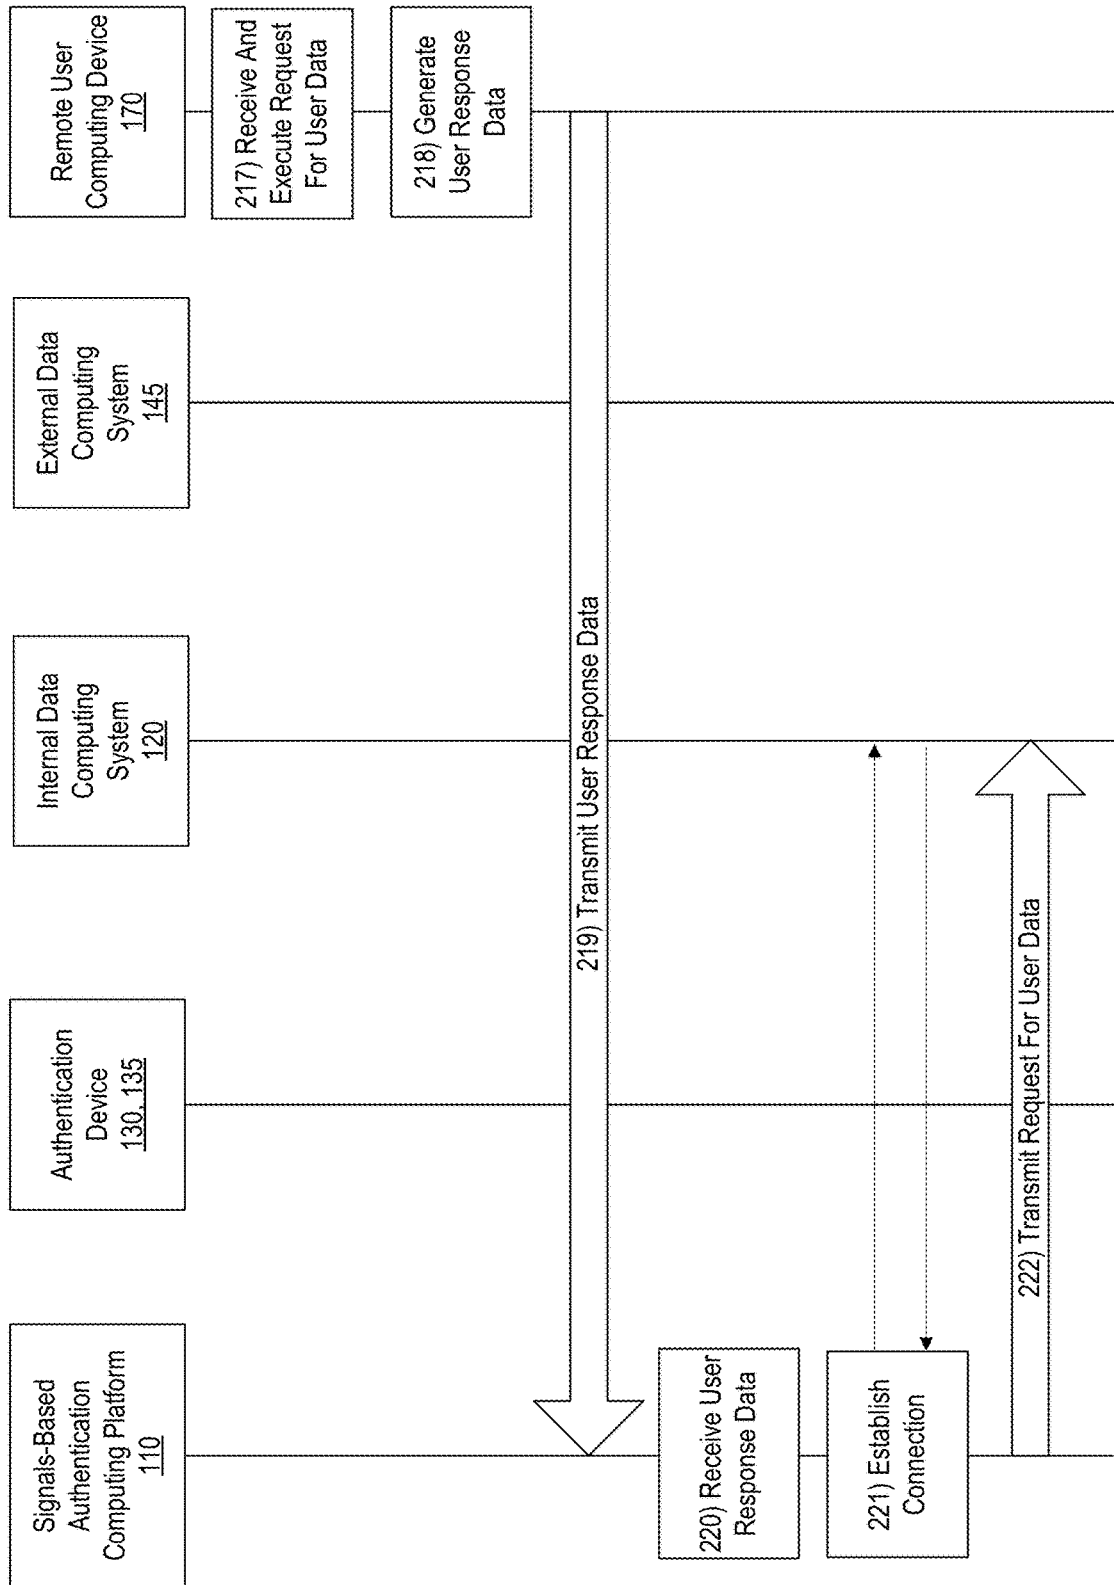 Signals-Based
Authentication
Computing Platform
110
Authentication
Device
130, 135
Internal Data
Computing
System
120
External Data
Computing
System
145
Remote User
Computing Device
170
217) Receive And
Execute Request
For User Data
218) Generate
User Response
Data
219) Transmit User Response Data
220) Receive User
Response Data
221) Establish
Connection
222) Transmit Request For User Data